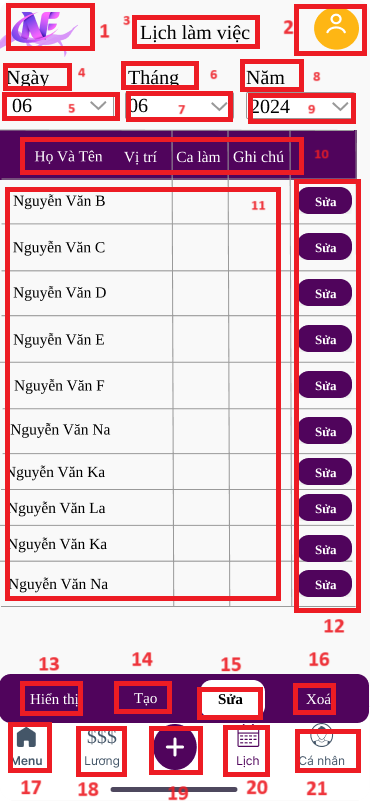 NE 1
3 Lịch làm việc
2
Ngày 4
Tháng 6
Năm 8
06 5
06 7
2024 9
Họ Và Tên Vị trí Ca làm Ghi chú 10
11
Nguyễn Văn B Sửa
Nguyễn Văn C Sửa
Nguyễn Văn D Sửa
Nguyễn Văn E Sửa
Nguyễn Văn F Sửa
Nguyễn Văn Na Sửa
Nguyễn Văn Ka Sửa
Nguyễn Văn La Sửa
Nguyễn Văn Ka Sửa
Nguyễn Văn Na Sửa
12
13 14 15 16
Hiển thị Tạo Sửa Xoá
$$$
Menu Lương Lịch Cá nhân
17 18 19 20 21